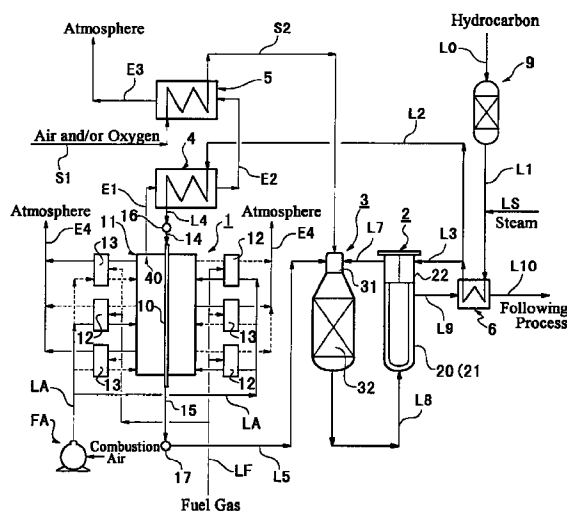 Hydrocarbon
L0
9
Atmosphere
S2
E3
5
L2
Air and/or Oxygen
S1
4
L1
E2
LS
Steam
E1
L4
16
14
1
Atmosphere
E4
11
13
40
12
Atmosphere
E4
3
L7
2
L3
31
22
L10
Following
Process
L9
6
10
12
13
32
20 (21)
13
12
LA
15
LA
L8
FA
Combustion
Air
17
L5
LF
Fuel Gas